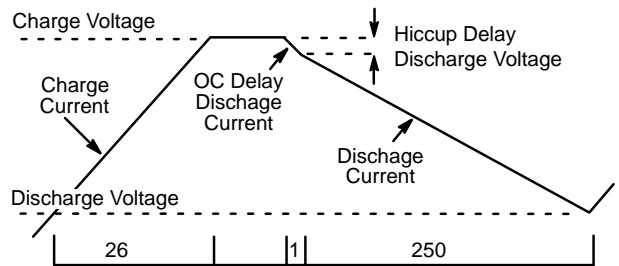 Charge Voltage
Hiccup Delay
Discharge Voltage
Charge
Current
OC Delay
Dischage
Current
Dischage
Current
Discharge Voltage
26
1
250